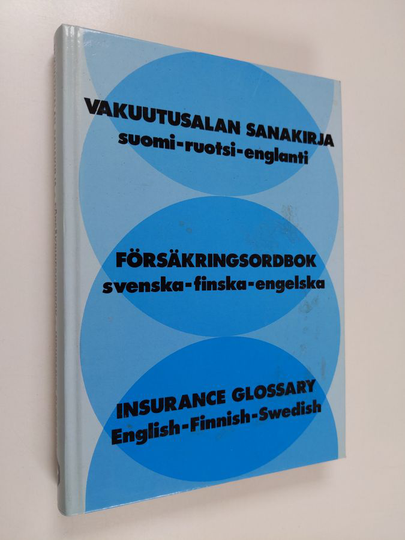 VAKUUTUSALAN SANAKIRJA
suomi-ruotsi-englanti
FÖRSÄKRINGSORDBOK
svenska-finska-engelska
INSURANCE GLOSSARY
English-Finnish-Swedish